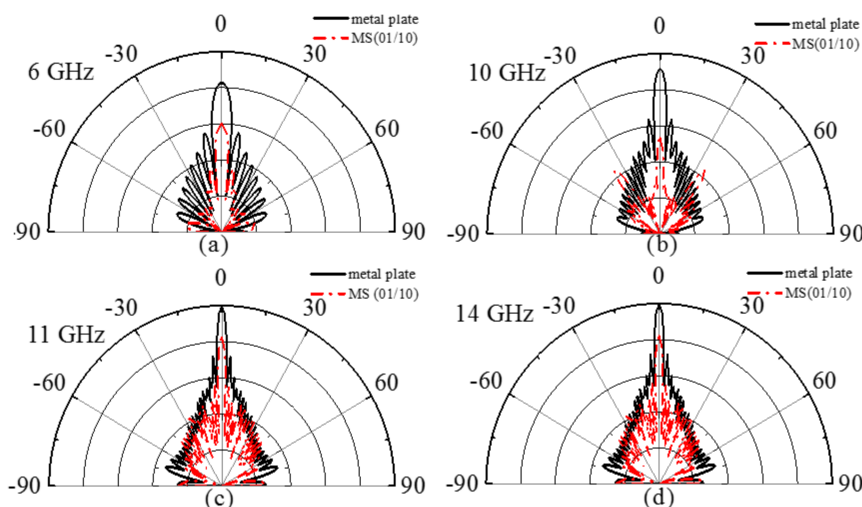 0
metal plate
MS(01/10)
-30
30
6 GHz
-60
60
-90
90
(a)
0
metal plate
MS(01/10)
-30
30
10 GHz
-60
60
-90
90
(b)
0
metal plate
MS(01/10)
-30
30
11 GHz
-60
60
-90
90
(c)
0
metal plate
MS(01/10)
-30
30
14 GHz
-60
60
-90
90
(d)